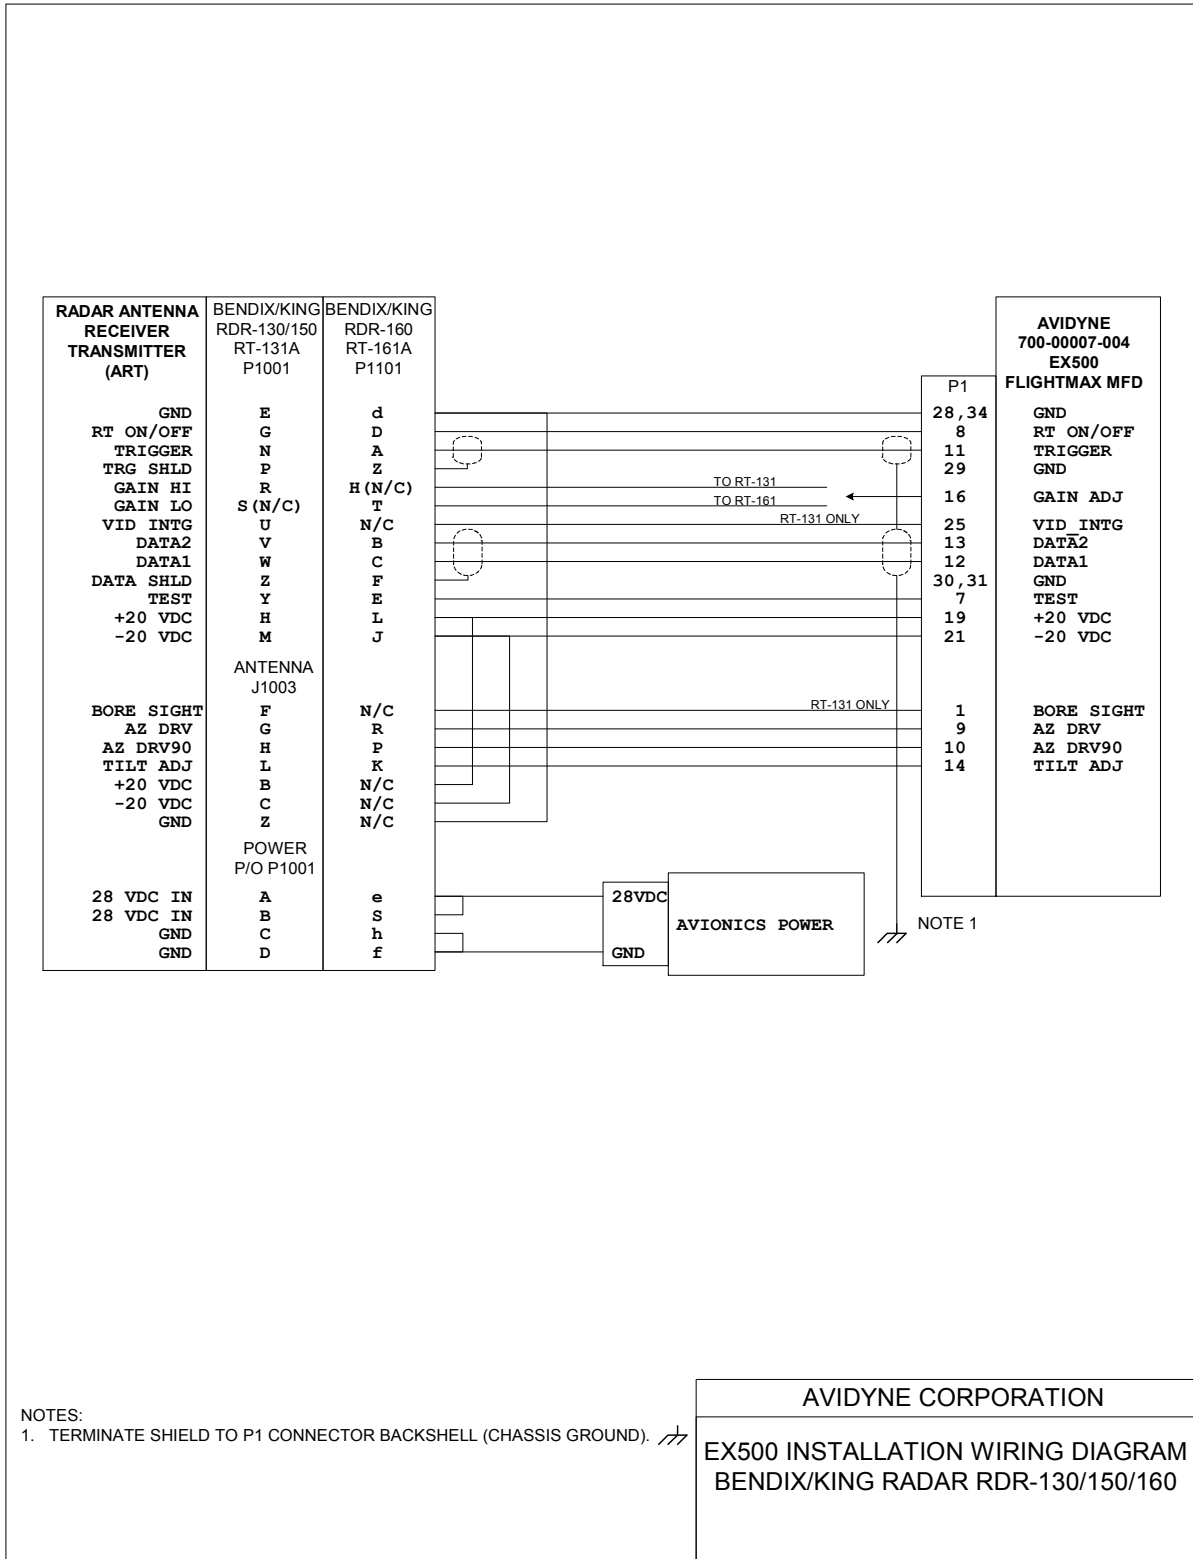 RADAR ANTENNA RECEIVER TRANSMITTER (ART)
BENDIX/KING RDR-130/150 RT-131A P1001
BENDIX/KING RDR-160 RT-161A P1101
AVIDYNE 700-00007-004 EX500 FLIGHTMAX MFD
P1
GND E d 28,34 GND
RT ON/OFF G D 8 RT ON/OFF
TRIGGER N A 11 TRIGGER
TRG SHLD P Z 29 GND
GAIN HI R H(N/C) TO RT-131
GAIN LO S(N/C) T TO RT-161
16 GAIN ADJ
VID INTG U N/C RT-131 ONLY 25 VID_INTG
DATA2 V B 13 DATA2
DATA1 W C 12 DATA1
DATA SHLD Z F 30,31 GND
TEST Y E 7 TEST
+20 VDC H L 19 +20 VDC
-20 VDC M J 21 -20 VDC
ANTENNA J1003
BORE SIGHT F N/C RT-131 ONLY 1 BORE SIGHT
AZ DRV G R 9 AZ DRV
AZ DRV90 H P 10 AZ DRV90
TILT ADJ L K 14 TILT ADJ
+20 VDC B N/C
-20 VDC C N/C
GND Z N/C
POWER P/O P1001
28 VDC IN A e 28VDC
28 VDC IN B S
AVIONICS POWER
NOTE 1
GND C h
GND D f GND
NOTES:
1. TERMINATE SHIELD TO P1 CONNECTOR BACKSHELL (CHASSIS GROUND).
AVIDYNE CORPORATION
EX500 INSTALLATION WIRING DIAGRAM
BENDIX/KING RADAR RDR-130/150/160